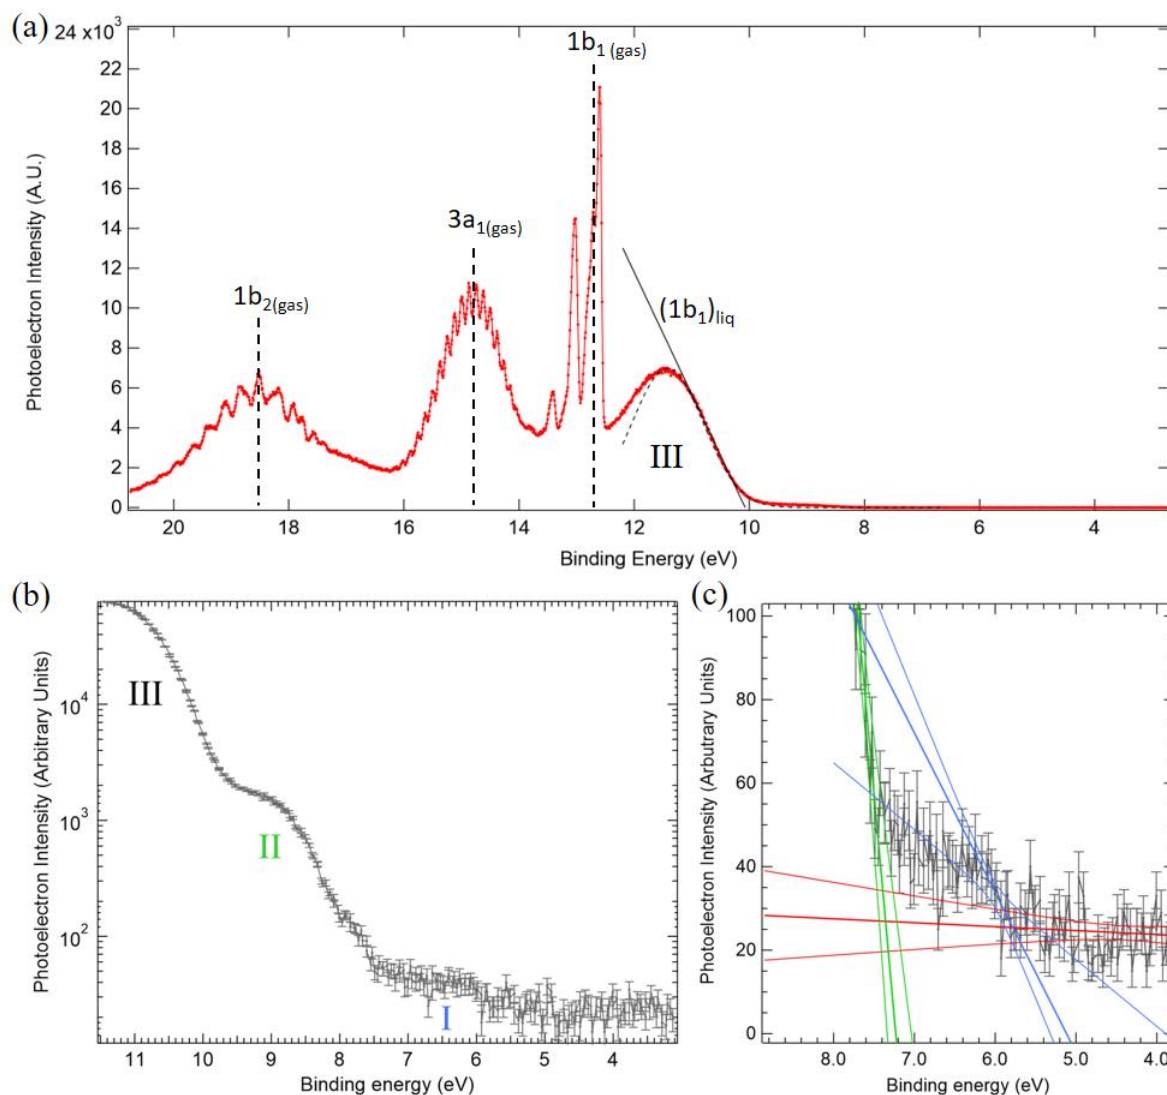 (a)
24 x10³
22
20
18
16
14
12
10
8
6
4
2
0
Photoelectron Intensity (A.U.)
1b₂(gas)
3a₁(gas)
1b₁ (gas)
(1b₁)liq
III
20 18 16 14 12 10 8 6 4
Binding Energy (eV)
(b)
10⁴
10³
10²
Photoelectron Intensity (Arbitrary Units)
III
II
I
11 10 9 8 7 6 5 4
Binding energy (eV)
(c)
100
80
60
40
20
0
Photoelectron Intensity (Arbutrary Units)
8.0 7.0 6.0 5.0 4.0
Binding energy (eV)